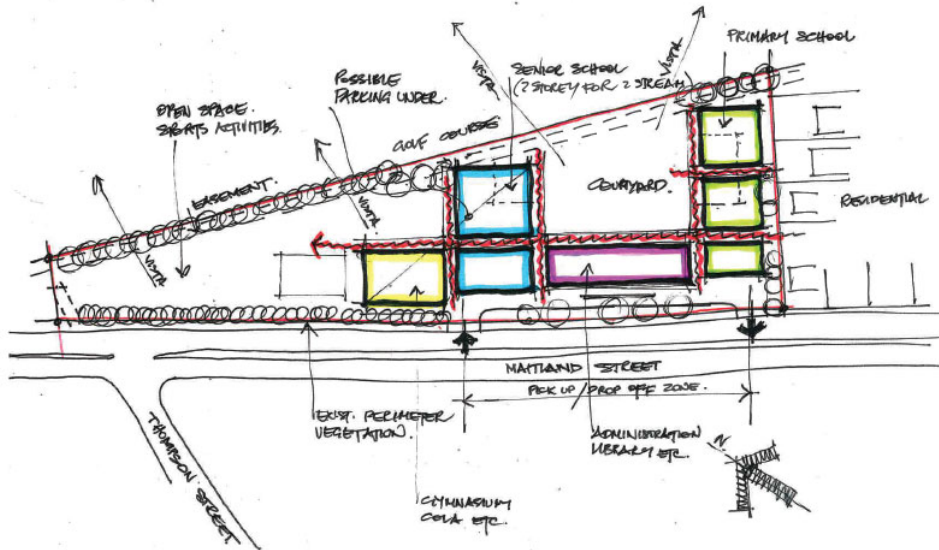 PRIMARY SCHOOL
VISTA
SENIOR SCHOOL
(2 STOREY FOR 2 STREAM)
VISTA
POSSIBLE
PARKING UNDER.
OPEN SPACE.
SPORTS ACTIVITIES.
GOLF COURSE
EASEMENT.
VISTA
VISTA
COURTYARD.
RESIDENTIAL
MAITLAND STREET
PICK UP / DROP OFF ZONE.
EXIST. PERIMETER
VEGETATION.
ADMINISTRATION
LIBRARY ETC.
THOMPSON STREET
GYMNASIUM
COLA ETC.
N